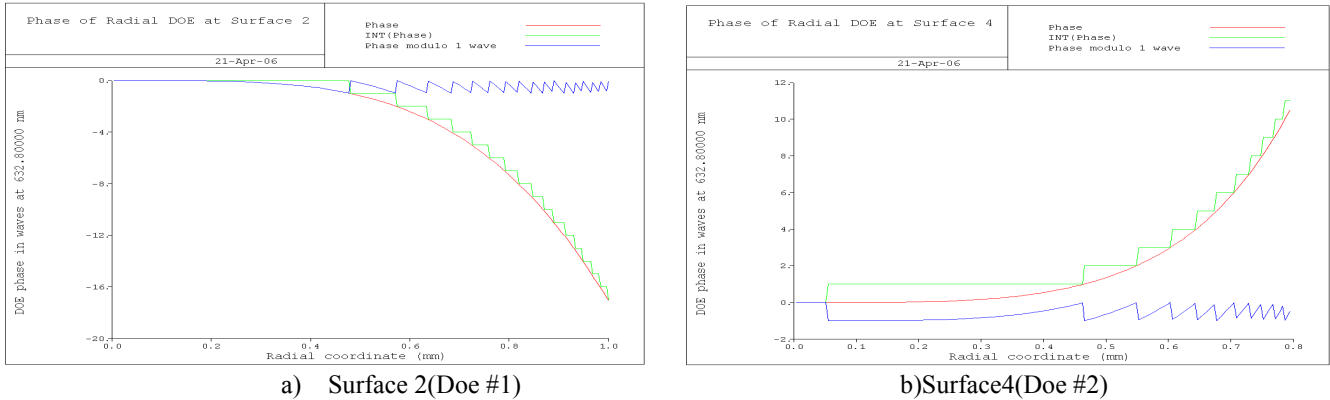 Phase of Radial DOE at Surface 2
Phase
INT(Phase)
Phase modulo 1 wave
21-Apr-06
DOE phase in waves at 632.80000 nm
0.
-4.
-8.
-12.
-16.
-20.
0.0 0.2 0.4 0.6 0.8 1.0
Radial coordinate (mm)
a) Surface 2(Doe #1)
Phase of Radial DOE at Surface 4
Phase
INT(Phase)
Phase modulo 1 wave
21-Apr-06
DOE phase in waves at 632.80000 nm
12.
10.
8.
6.
4.
2.
0.
-2.
0.0 0.1 0.2 0.3 0.4 0.5 0.6 0.7 0.8
Radial coordinate (mm)
b)Surface4(Doe #2)